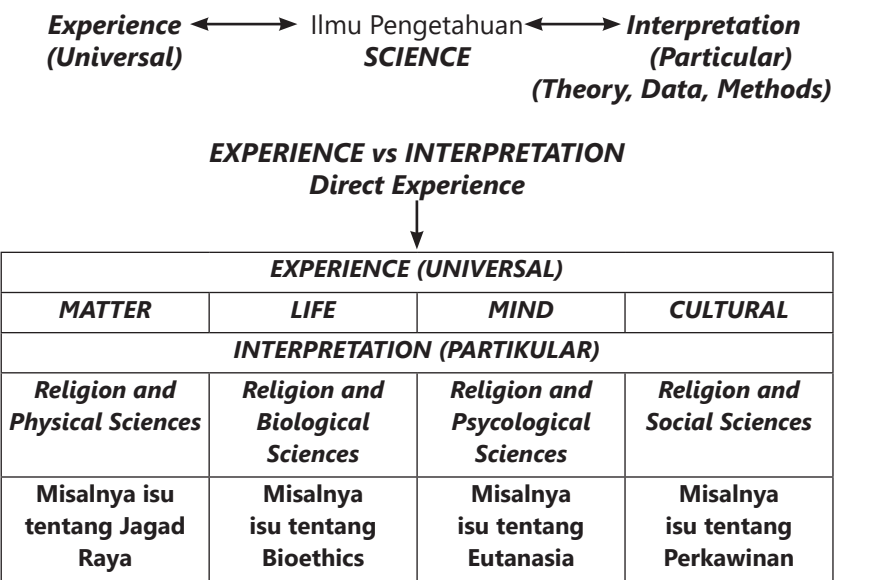 Experience Ilmu Pengetahuan Interpretation
(Universal) SCIENCE (Particular)
(Theory, Data, Methods)
EXPERIENCE vs INTERPRETATION
Direct Experience
EXPERIENCE (UNIVERSAL)
MATTER LIFE MIND CULTURAL
INTERPRETATION (PARTIKULAR)
Religion and Religion and Religion and Religion and
Physical Sciences Biological Psycological Social Sciences
Sciences Sciences
Misalnya isu Misalnya Misalnya Misalnya
tentang Jagad isu tentang isu tentang isu tentang
Raya Bioethics Eutanasia Perkawinan